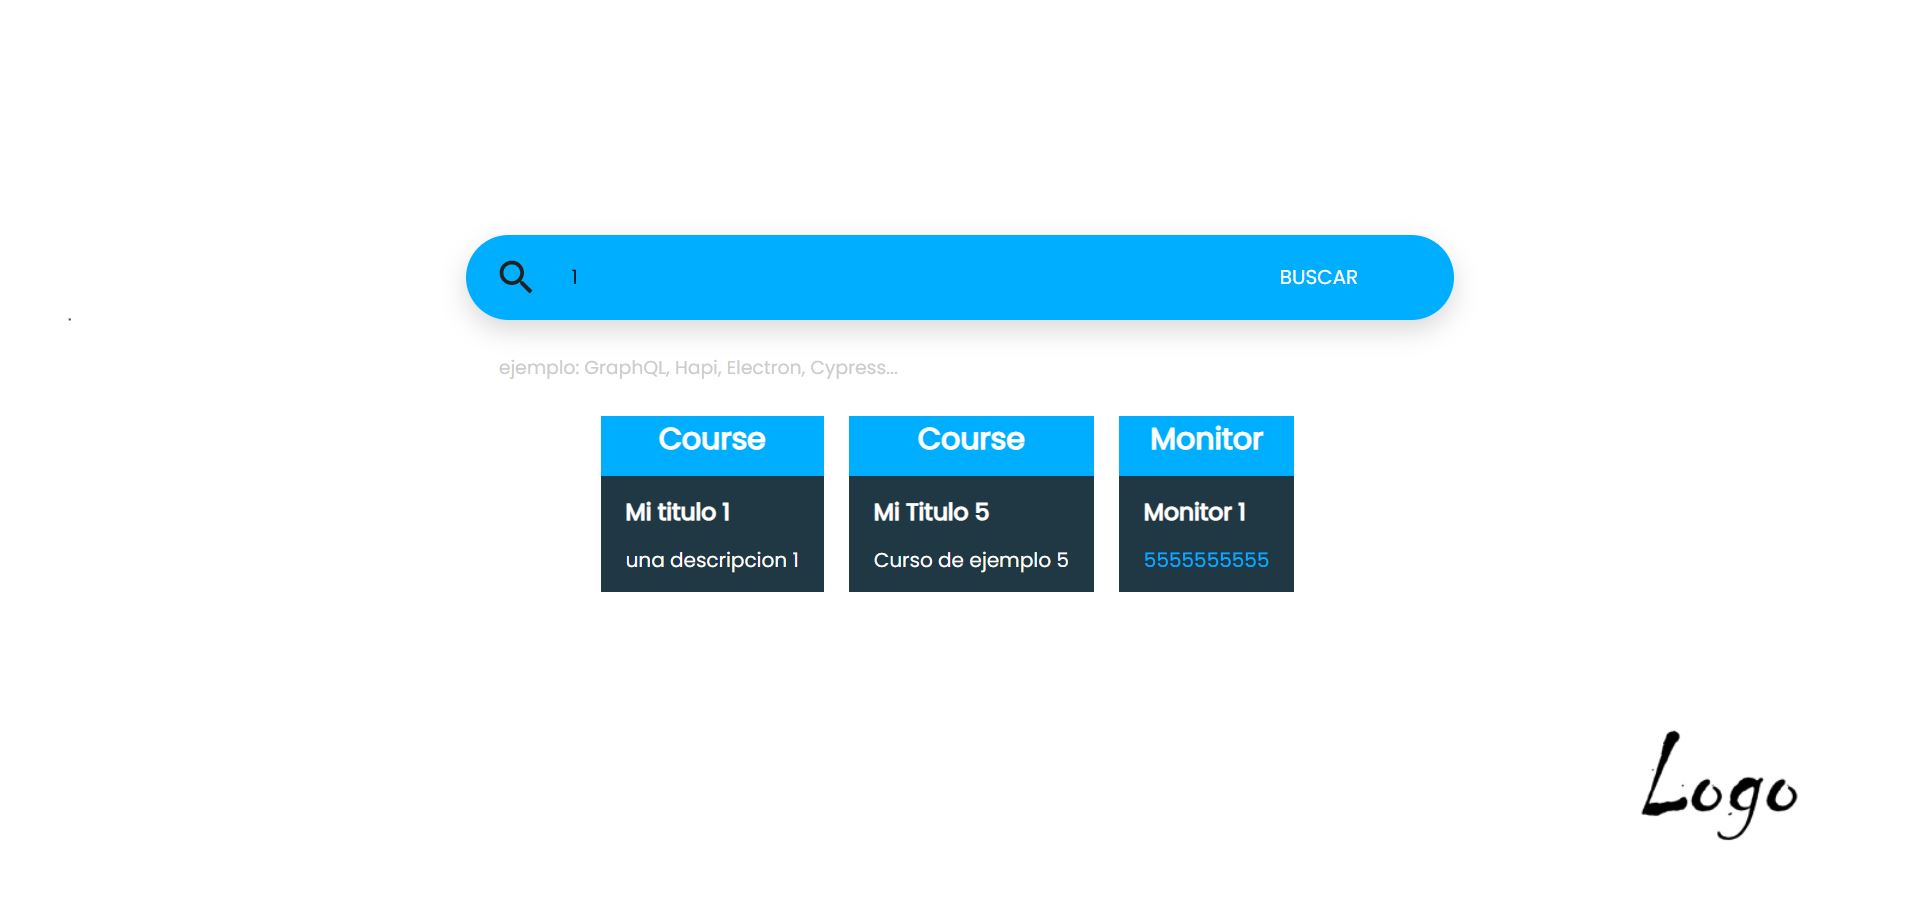 1
BUSCAR
ejemplo: GraphQL, Hapi, Electron, Cypress...
Course
Mi titulo 1
una descripcion 1
Course
Mi Titulo 5
Curso de ejemplo 5
Monitor
Monitor 1
5555555555
Logo